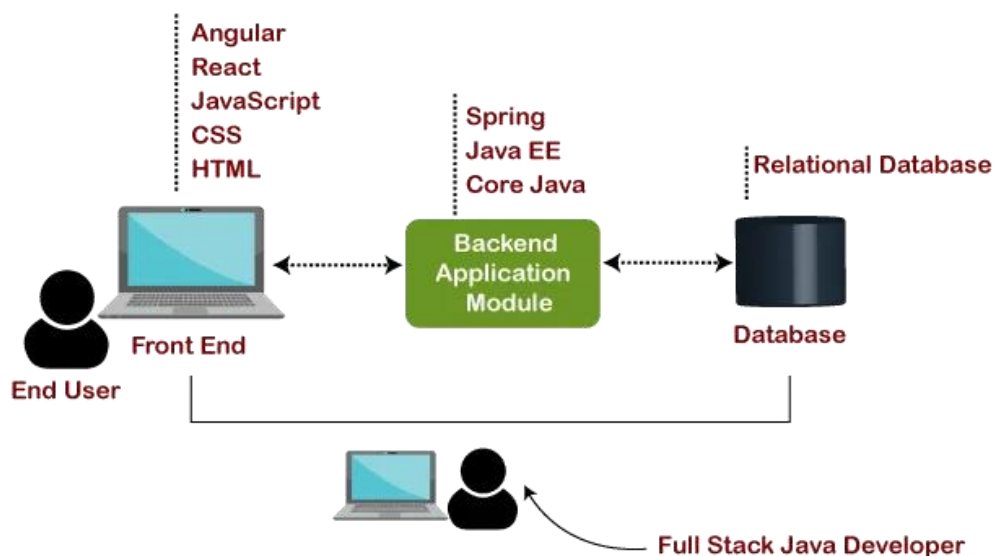 Angular
React
JavaScript
CSS
HTML
Spring
Java EE
Core Java
Relational Database
Backend
Application
Module
Front End
End User
Database
Full Stack Java Developer